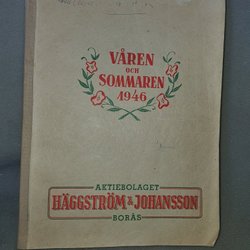 VÅREN
OCH
SOMMAREN
1946
AKTIEBOLAGET
HÄGGSTRÖM & JOHANSSON
BORÅS